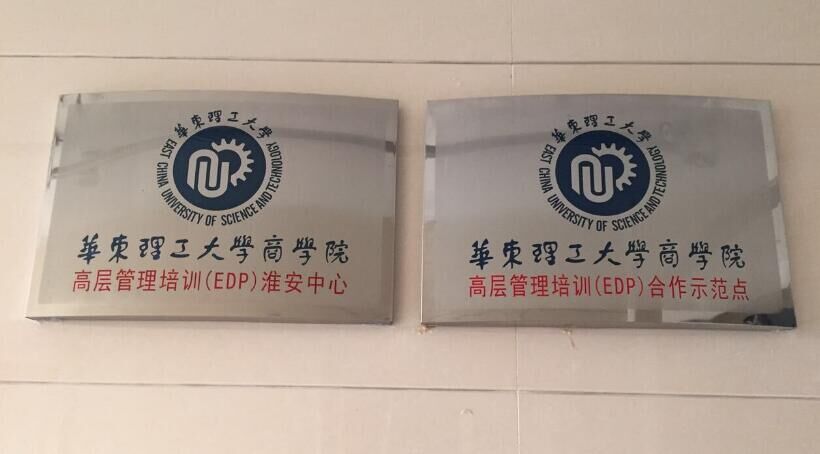 華東理工大學
EAST CHINA UNIVERSITY OF SCIENCE AND TECHNOLOGY
華東理工大學商學院
高层管理培训(EDP)淮安中心
華東理工大學
EAST CHINA UNIVERSITY OF SCIENCE AND TECHNOLOGY
華東理工大學商學院
高层管理培训(EDP)合作示范点